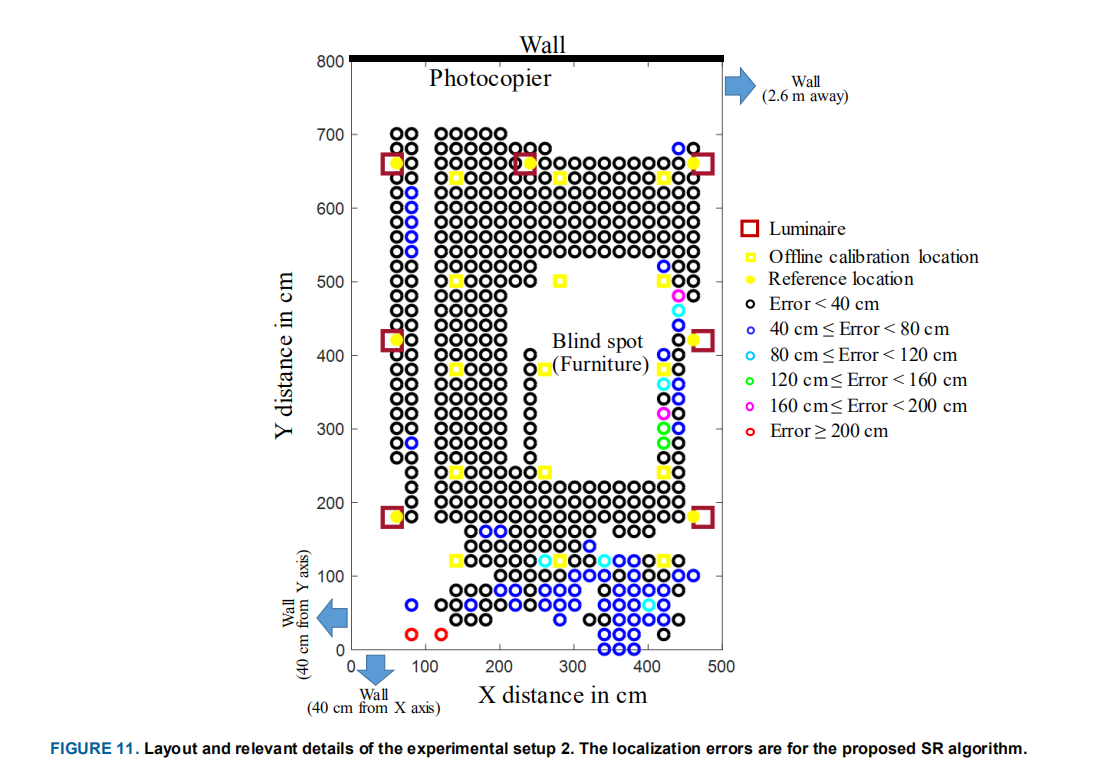 Wall
800
Photocopier
Wall
(2.6 m away)
700
600
500
400
300
200
100
0
Y distance in cm
Blind spot
(Furniture)
Luminaire
Offline calibration location
Reference location
Error < 40 cm
40 cm ≤ Error < 80 cm
80 cm ≤ Error < 120 cm
120 cm ≤ Error < 160 cm
160 cm ≤ Error < 200 cm
Error ≥ 200 cm
Wall
(40 cm from Y axis)
0 100 200 300 400 500
X distance in cm
Wall
(40 cm from X axis)
FIGURE 11. Layout and relevant details of the experimental setup 2. The localization errors are for the proposed SR algorithm.